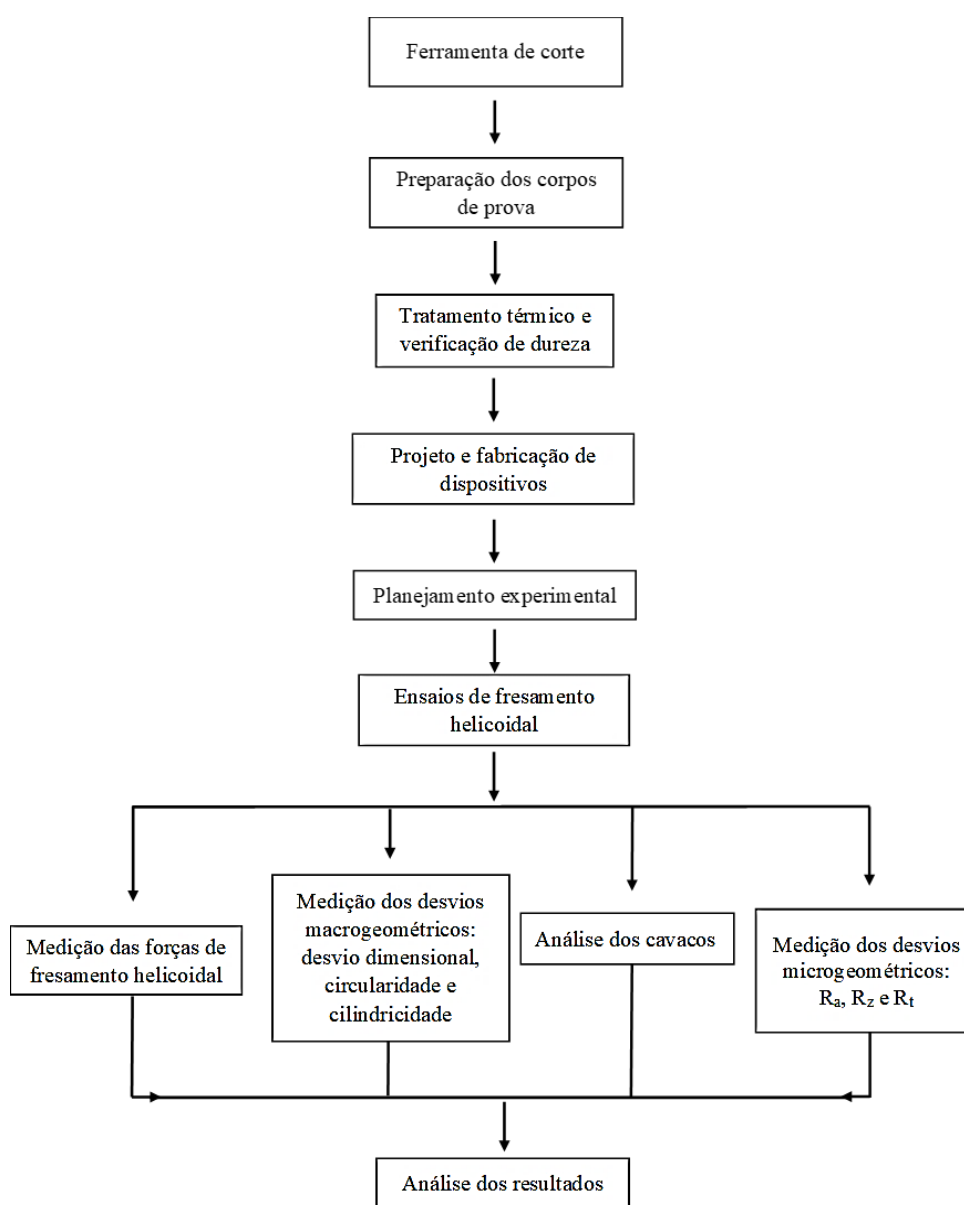 Ferramenta de corte
Preparação dos corpos
de prova
Tratamento térmico e
verificação de dureza
Projeto e fabricação de
dispositivos
Planejamento experimental
Ensaios de fresamento
helicoidal
Medição das forças de
fresamento helicoidal
Medição dos desvios
macrogeométricos:
desvio dimensional,
circularidade e
cilindricidade
Análise dos cavacos
Medição dos desvios
microgeométricos:
Rₐ, R_z e Rₜ
Análise dos resultados